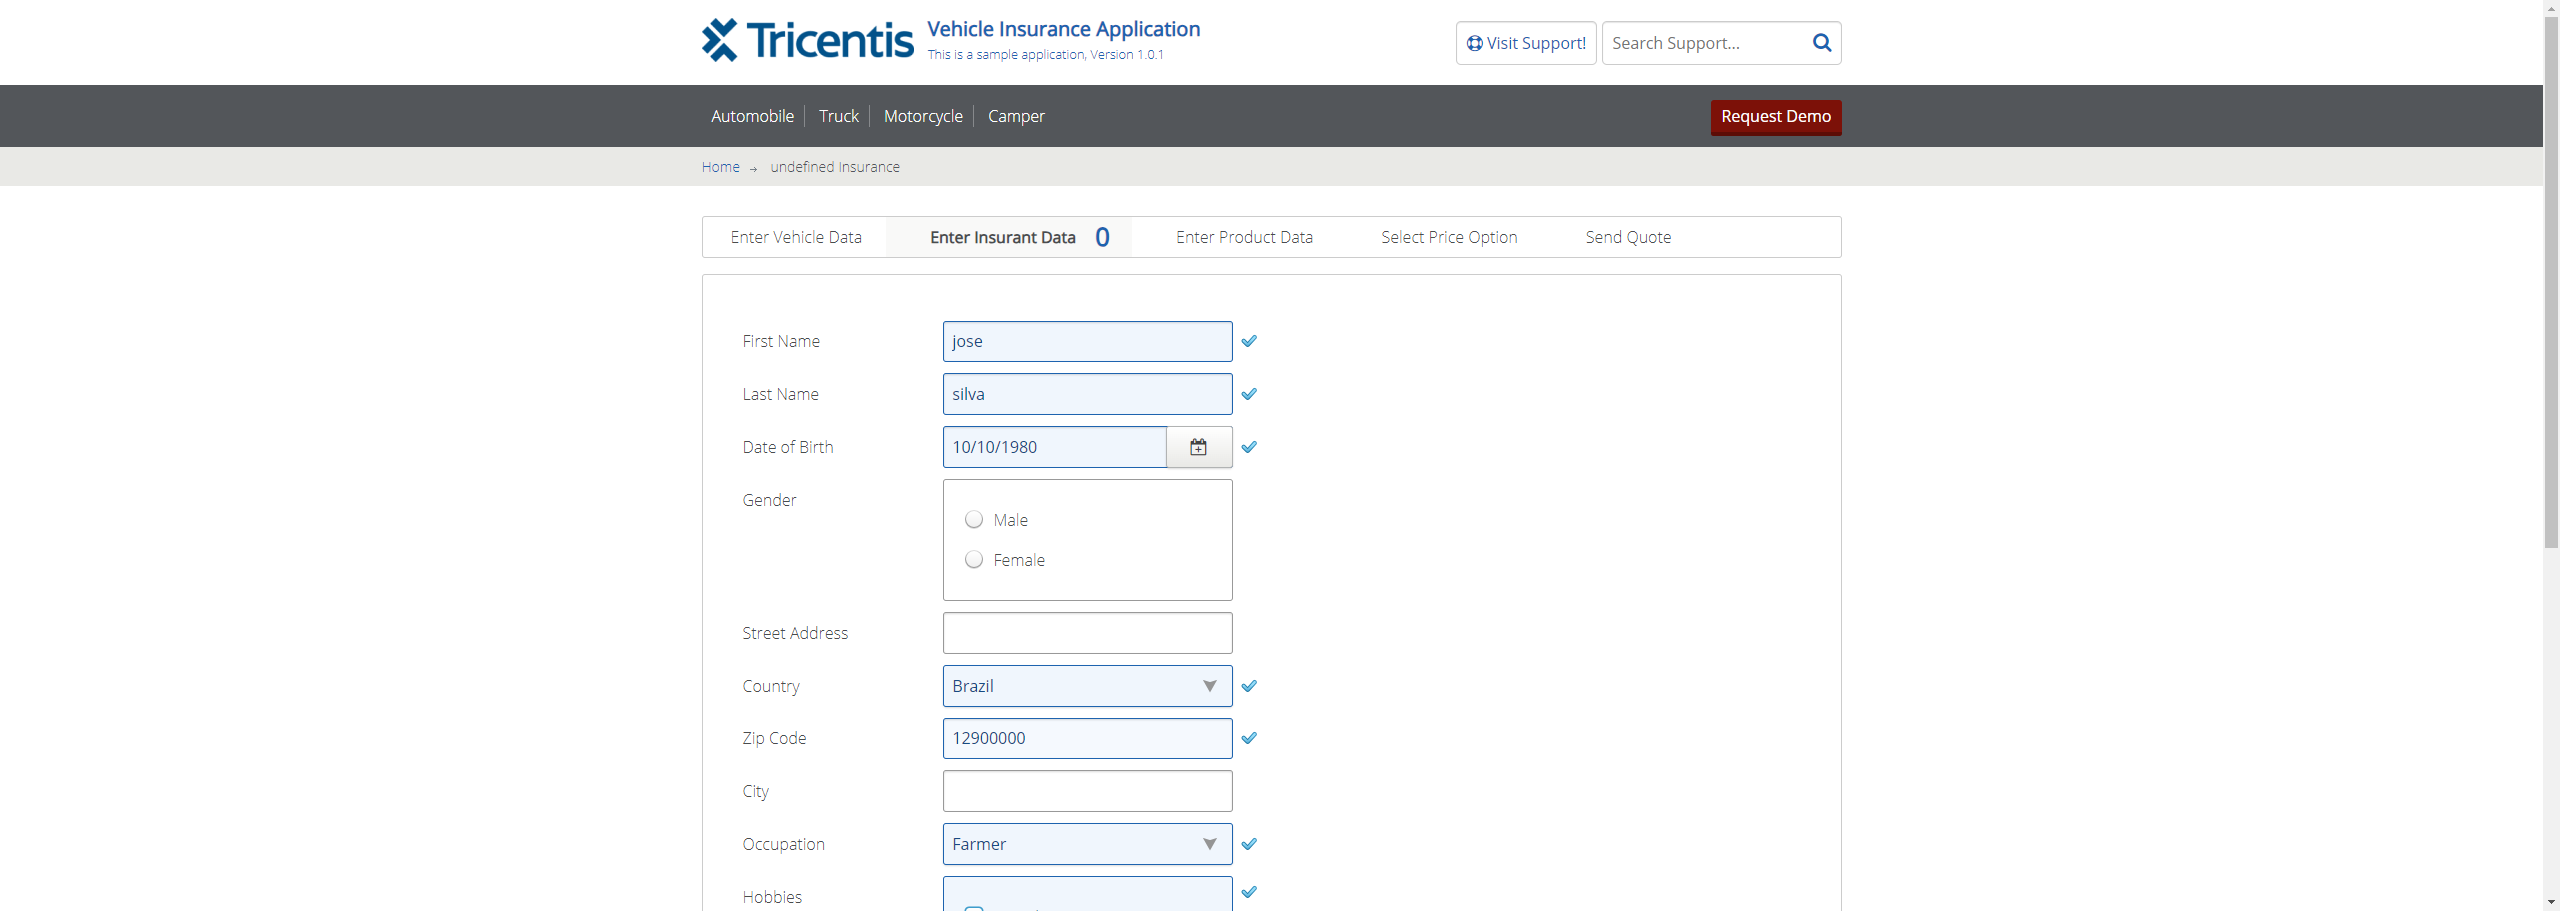 Tricentis
Vehicle Insurance Application
This is a sample application, Version 1.0.1
Visit Support!
Search Support...
Automobile
Truck
Motorcycle
Camper
Request Demo
Home → undefined Insurance
Enter Vehicle Data
Enter Insurant Data 0
Enter Product Data
Select Price Option
Send Quote
First Name
jose
Last Name
silva
Date of Birth
10/10/1980
Gender
Male
Female
Street Address
Country
Brazil
Zip Code
12900000
City
Occupation
Farmer
Hobbies